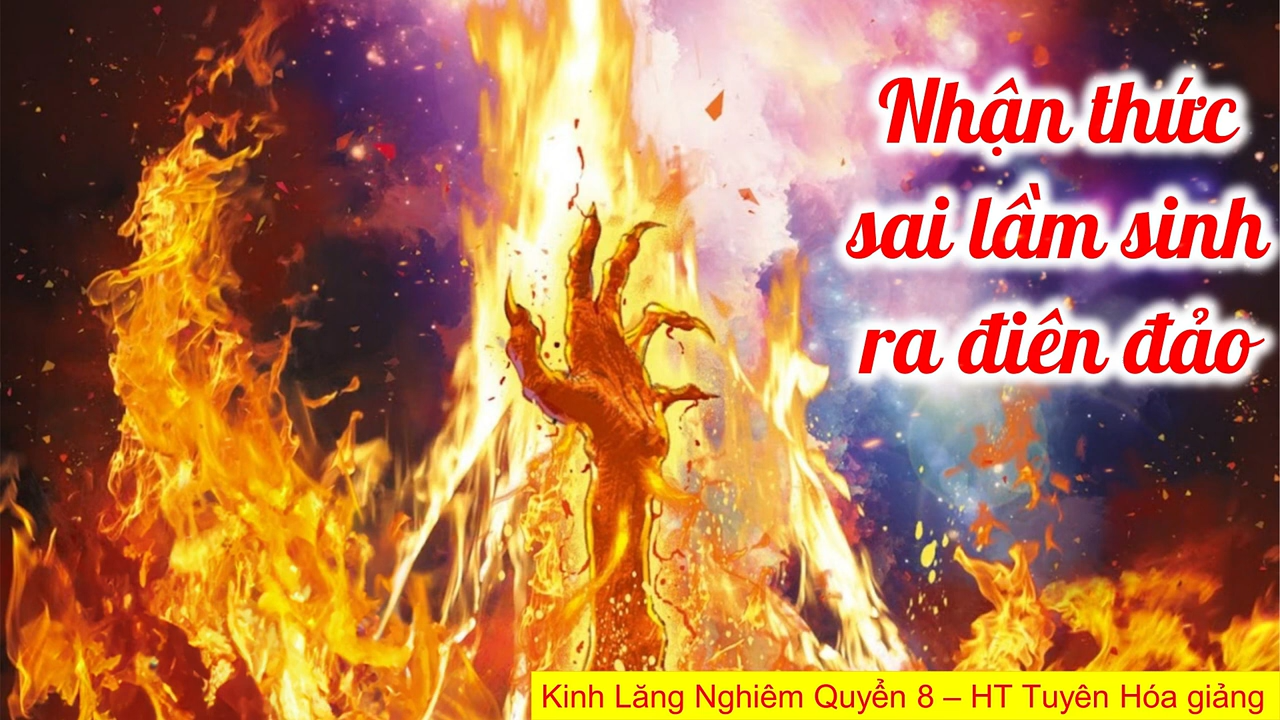 Nhận thức
sai lầm sinh
ra điên đảo
Kinh Lăng Nghiêm Quyển 8 – HT Tuyên Hóa giảng